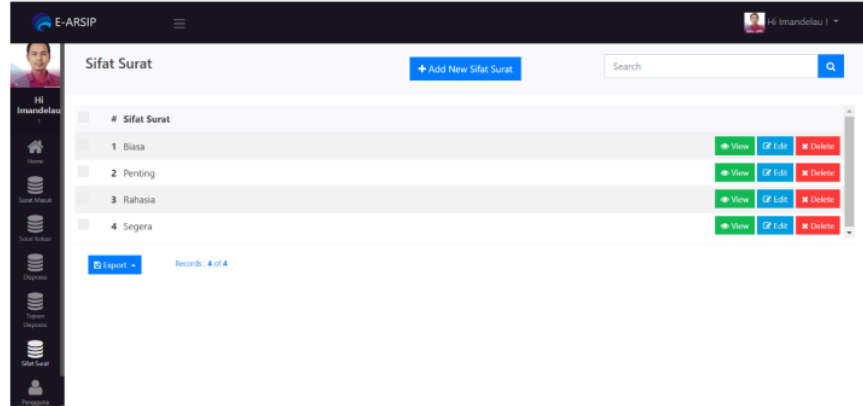 E-ARSIP
Hi Imandelau ! 
Hi
Imandelau
!
Home
Surat Masuk
Surat Keluar
Disposisi
Tujuan
Disposisi
Sifat Surat
Pengguna
Sifat Surat
+ Add New Sifat Surat
Search
# Sifat Surat
1 Biasa View Edit Delete
2 Penting View Edit Delete
3 Rahasia View Edit Delete
4 Segera View Edit Delete
Export
Records : 4 of 4